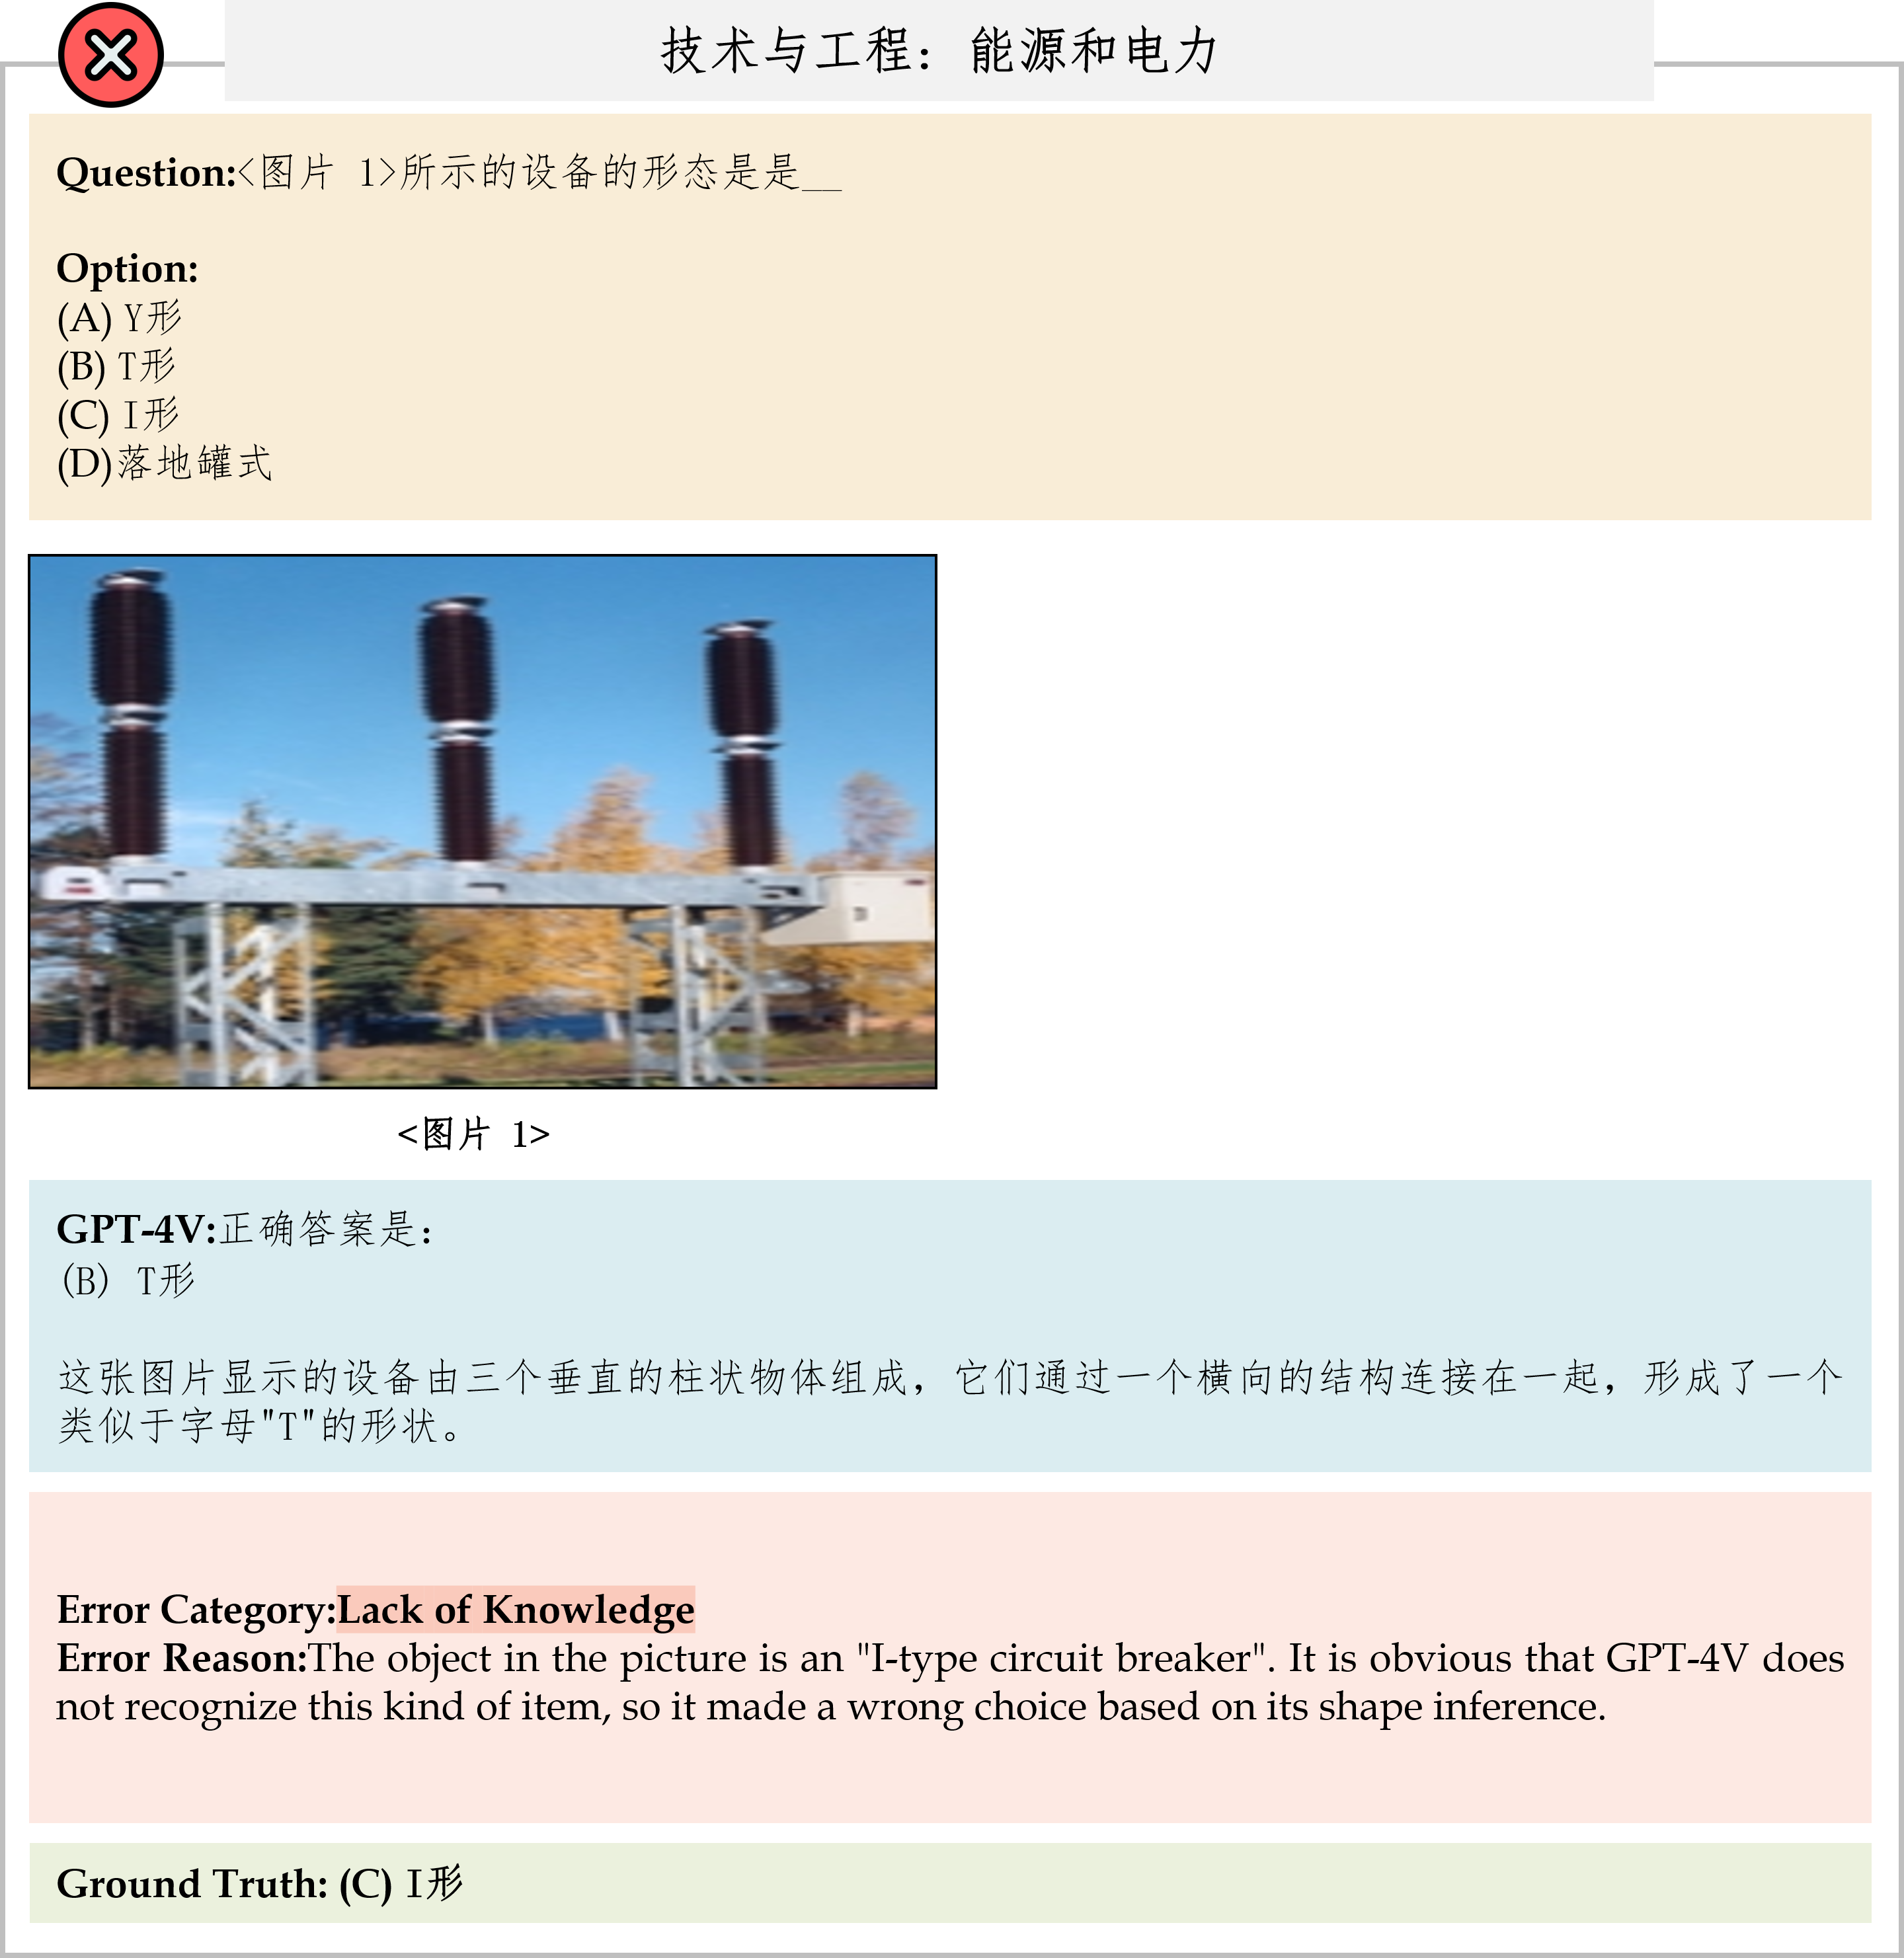 技术与工程：能源和电力
Question:<图片 1>所示的设备的形态是是__
Option:
(A) Y形
(B) T形
(C) I形
(D)落地罐式
<图片 1>
GPT-4V:正确答案是：
(B) T形
这张图片显示的设备由三个垂直的柱状物体组成，它们通过一个横向的结构连接在一起，形成了一个
类似于字母"T"的形状。
Error Category:Lack of Knowledge
Error Reason:The object in the picture is an "I-type circuit breaker". It is obvious that GPT-4V does
not recognize this kind of item, so it made a wrong choice based on its shape inference.
Ground Truth: (C) I形